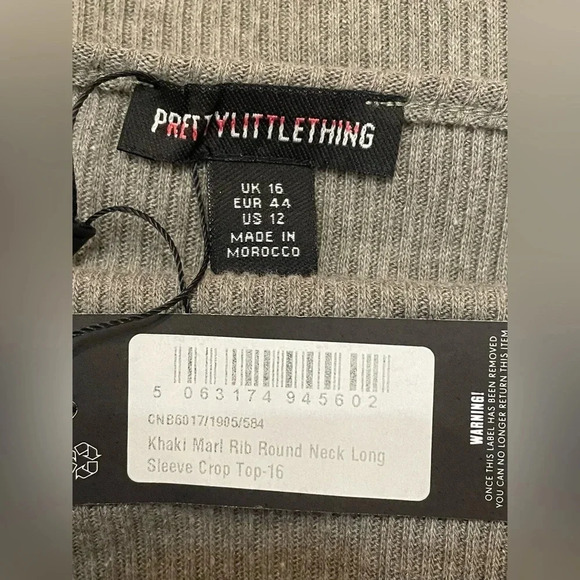 PRETTYLITTLETHING
UK 16
EUR 44
US 12
MADE IN
MOROCCO
5 063174 945602
CNB6017/1905/584
Khaki Marl Rib Round Neck Long
Sleeve Crop Top-16
WARNING!
ONCE THIS LABEL HAS BEEN REMOVED
YOU CAN NO LONGER RETURN THIS ITEM